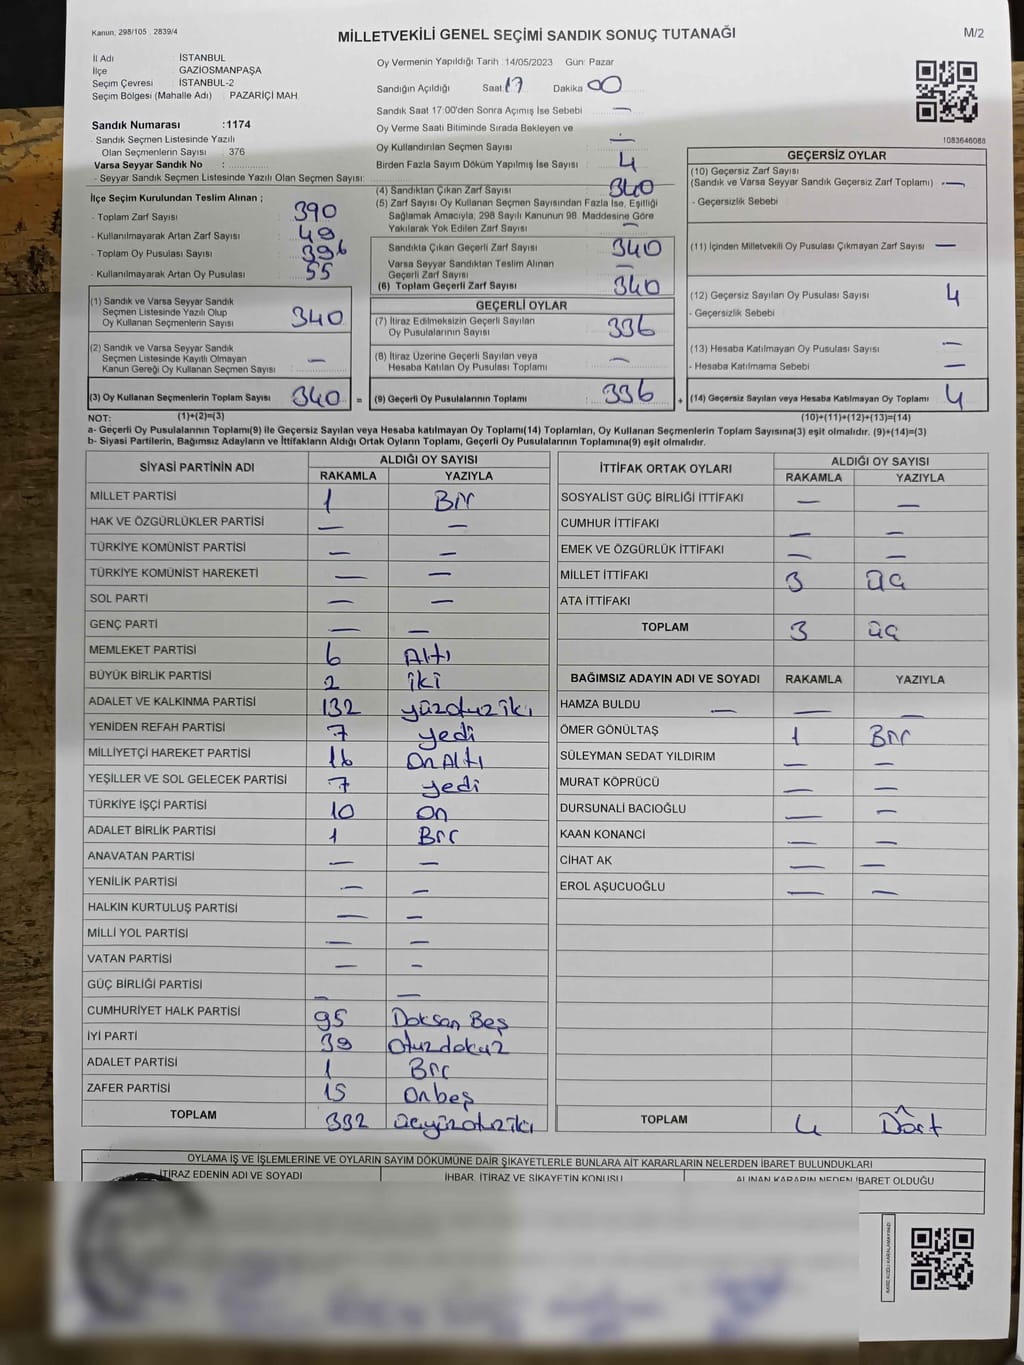 Kanun, 298/105 . 2839/4
MİLLETVEKİLİ GENEL SEÇİMİ SANDIK SONUÇ TUTANAĞI
M/2
İl Adı : İSTANBUL
İlçe : GAZİOSMANPAŞA
Seçim Çevresi : İSTANBUL-2
Seçim Bölgesi (Mahalle Adı) : PAZARİÇİ MAH.
Sandık Numarası :1174
- Sandık Seçmen Listesinde Yazılı
Olan Seçmenlerin Sayısı : 376
Varsa Seyyar Sandık No :
- Seyyar Sandık Seçmen Listesinde Yazılı Olan Seçmen Sayısı:
Oy Vermenin Yapıldığı Tarih : 14/05/2023 Gün: Pazar
Sandığın Açıldığı Saat 17 Dakika 00
Sandık Saat 17:00'den Sonra Açımış İse Sebebi —
Oy Verme Saati Bitiminde Sırada Bekleyen ve
Oy Kullandırılan Seçmen Sayısı —
Birden Fazla Sayım Döküm Yapılmış İse Sayısı 4
1083646088
İlçe Seçim Kurulundan Teslim Alınan ;
- Toplam Zarf Sayısı : 390
- Kullanılmayarak Artan Zarf Sayısı : 49
- Toplam Oy Pusulası Sayısı : 396
- Kullanılmayarak Artan Oy Pusulası : 55
(1) Sandık ve Varsa Seyyar Sandık
Seçmen Listesinde Yazılı Olup
Oy Kullanan Seçmenlerin Sayısı 340
(2) Sandık ve Varsa Seyyar Sandık
Seçmen Listesinde Kayıtlı Olmayan
Kanun Gereği Oy Kullanan Seçmen Sayısı —
(3) Oy Kullanan Seçmenlerin Toplam Sayısı 340 =
(4) Sandıktan Çıkan Zarf Sayısı 340
(5) Zarf Sayısı Oy Kullanan Seçmen Sayısından Fazla İse, Eşitliği
Sağlamak Amacıyla, 298 Sayılı Kanunun 98. Maddesine Göre
Yakılarak Yok Edilen Zarf Sayısı —
Sandıkta Çıkan Geçerli Zarf Sayısı 340
Varsa Seyyar Sandıktan Teslim Alınan
Geçerli Zarf Sayısı —
(6) Toplam Geçerli Zarf Sayısı 340
GEÇERLİ OYLAR
(7) İtiraz Edilmeksizin Geçerli Sayılan
Oy Pusulalarının Sayısı : 336
(8) İtiraz Üzerine Geçerli Sayılan veya
Hesaba Katılan Oy Pusulası Toplamı —
(9) Geçerli Oy Pusulalarının Toplamı : 336 +
GEÇERSİZ OYLAR
(10) Geçersiz Zarf Sayısı
(Sandık ve Varsa Seyyar Sandık Geçersiz Zarf Toplamı) —
- Geçersizlik Sebebi
(11) İçinden Milletvekili Oy Pusulası Çıkmayan Zarf Sayısı —
(12) Geçersiz Sayılan Oy Pusulası Sayısı 4
- Geçersizlik Sebebi
(13) Hesaba Katılmayan Oy Pusulası Sayısı —
- Hesaba Katılmama Sebebi —
(14) Geçersiz Sayılan veya Hesaba Katılmayan Oy Toplamı 4
NOT: (1)+(2)=(3) (10)+(11)+(12)+(13)=(14)
a- Geçerli Oy Pusulalarının Toplamı(9) ile Geçersiz Sayılan veya Hesaba katılmayan Oy Toplamı(14) Toplamları, Oy Kullanan Seçmenlerin Toplam Sayısına(3) eşit olmalıdır. (9)+(14)=(3)
b- Siyasi Partilerin, Bağımsız Adayların ve İttifakların Aldığı Ortak Oyların Toplamı, Geçerli Oy Pusulalarının Toplamına(9) eşit olmalıdır.
SİYASİ PARTİNİN ADI ALDIĞI OY SAYISI
RAKAMLA YAZIYLA
MİLLET PARTİSİ 1 Bir
HAK VE ÖZGÜRLÜKLER PARTİSİ — —
TÜRKİYE KOMÜNİST PARTİSİ — —
TÜRKİYE KOMÜNİST HAREKETİ — —
SOL PARTİ — —
GENÇ PARTİ — —
MEMLEKET PARTİSİ 6 Altı
BÜYÜK BİRLİK PARTİSİ 2 iki
ADALET VE KALKINMA PARTİSİ 132 yüzotuziki
YENİDEN REFAH PARTİSİ 7 yedi
MİLLİYETÇİ HAREKET PARTİSİ 16 On Altı
YEŞİLLER VE SOL GELECEK PARTİSİ 7 yedi
TÜRKİYE İŞÇİ PARTİSİ 10 On
ADALET BİRLİK PARTİSİ 1 Bir
ANAVATAN PARTİSİ — —
YENİLİK PARTİSİ — —
HALKIN KURTULUŞ PARTİSİ — —
MİLLİ YOL PARTİSİ — —
VATAN PARTİSİ — —
GÜÇ BİRLİĞİ PARTİSİ — —
CUMHURİYET HALK PARTİSİ 95 Doksan Beş
İYİ PARTİ 39 Otuzdokuz
ADALET PARTİSİ 1 Bir
ZAFER PARTİSİ 15 Onbeş
TOPLAM 332 üçyüzotuziki
İTTİFAK ORTAK OYLARI ALDIĞI OY SAYISI
RAKAMLA YAZIYLA
SOSYALİST GÜÇ BİRLİĞİ İTTİFAKI — —
CUMHUR İTTİFAKI — —
EMEK VE ÖZGÜRLÜK İTTİFAKI — —
MİLLET İTTİFAKI 3 üç
ATA İTTİFAKI
TOPLAM 3 üç
BAĞIMSIZ ADAYIN ADI VE SOYADI RAKAMLA YAZIYLA
HAMZA BULDU — — —
ÖMER GÖNÜLTAŞ 1 Bir
SÜLEYMAN SEDAT YILDIRIM — —
MURAT KÖPRÜCÜ — —
DURSUNALİ BACIOĞLU — —
KAAN KONANCİ — —
CİHAT AK — —
EROL AŞUCUOĞLU — —
TOPLAM 4 Dört
OYLAMA İŞ VE İŞLEMLERİNE VE OYLARIN SAYIM DÖKÜMÜNE DAİR ŞİKAYETLERLE BUNLARA AİT KARARLARIN NELERDEN İBARET BULUNDUKLARI
İTİRAZ EDENİN ADI VE SOYADI İHBAR, İTİRAZ VE ŞİKAYETİN KONUSU ALINAN KARARIN NEDEN İBARET OLDUĞU